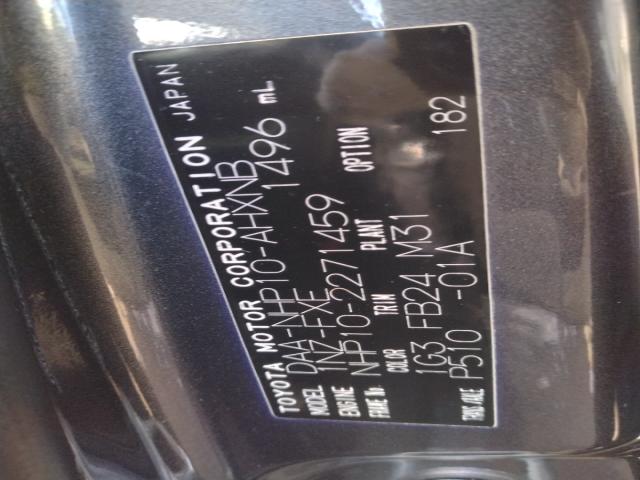 TOYOTA MOTOR CORPORATION JAPAN
MODEL DAA-NHP10-AHXNB
ENGINE 1NZ-FXE 1496 mL
FRAME No. NHP10-2271459
COLOR TRIM PLANT OPTION
1G3 FB24 M31 182
TRANS./AXLE P510 -01A